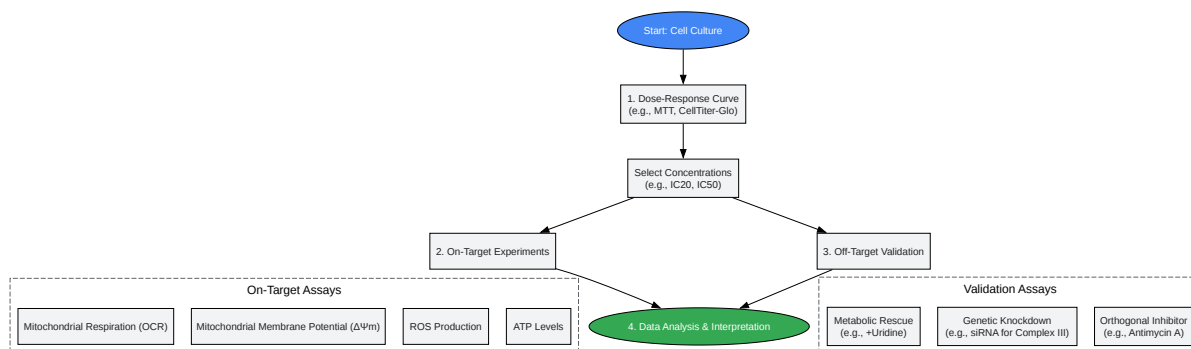 Start: Cell Culture
1. Dose-Response Curve
(e.g., MTT, CellTiter-Glo)
Select Concentrations
(e.g., IC20, IC50)
2. On-Target Experiments
3. Off-Target Validation
On-Target Assays
Mitochondrial Respiration (OCR)
Mitochondrial Membrane Potential (ΔΨm)
ROS Production
ATP Levels
4. Data Analysis & Interpretation
Validation Assays
Metabolic Rescue
(e.g., +Uridine)
Genetic Knockdown
(e.g., siRNA for Complex III)
Orthogonal Inhibitor
(e.g., Antimycin A)